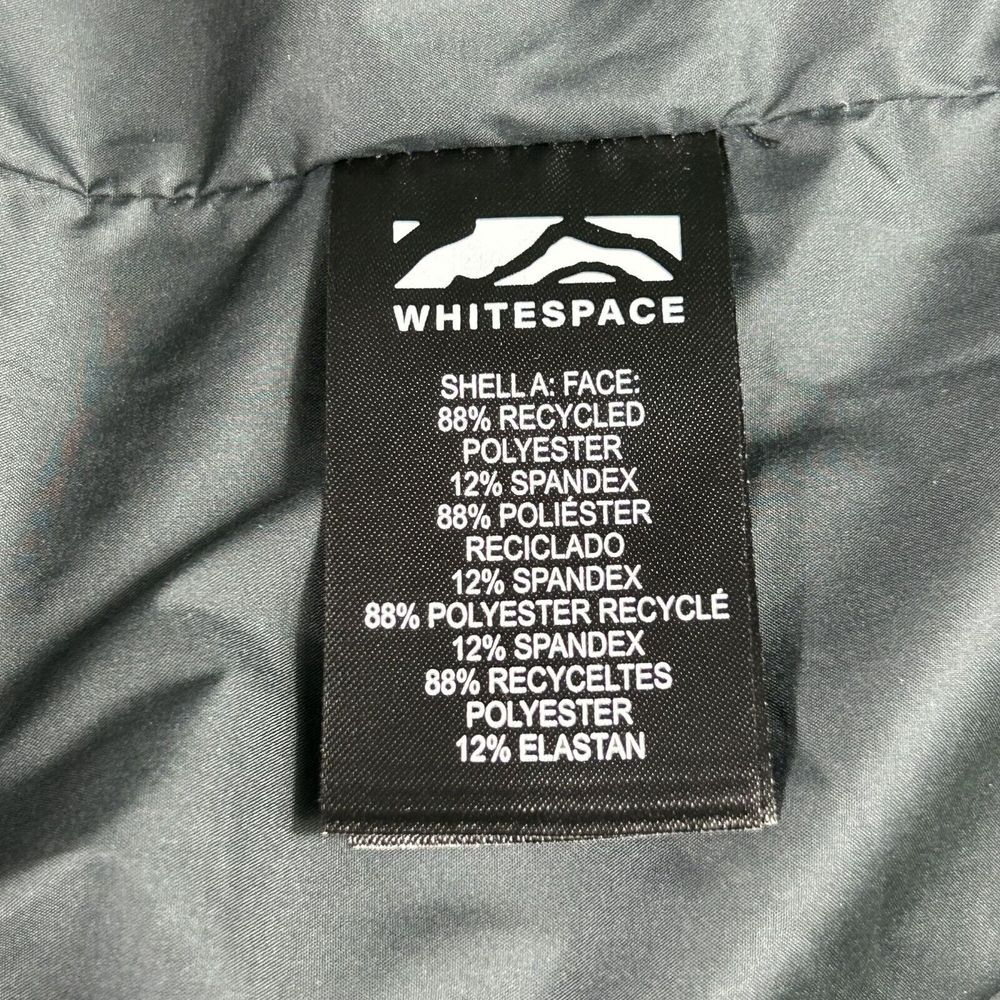 WHITESPACE
SHELL A: FACE:
88% RECYCLED
POLYESTER
12% SPANDEX
88% POLIÉSTER
RECICLADO
12% SPANDEX
88% POLYESTER RECYCLÉ
12% SPANDEX
88% RECYCELTES
POLYESTER
12% ELASTAN